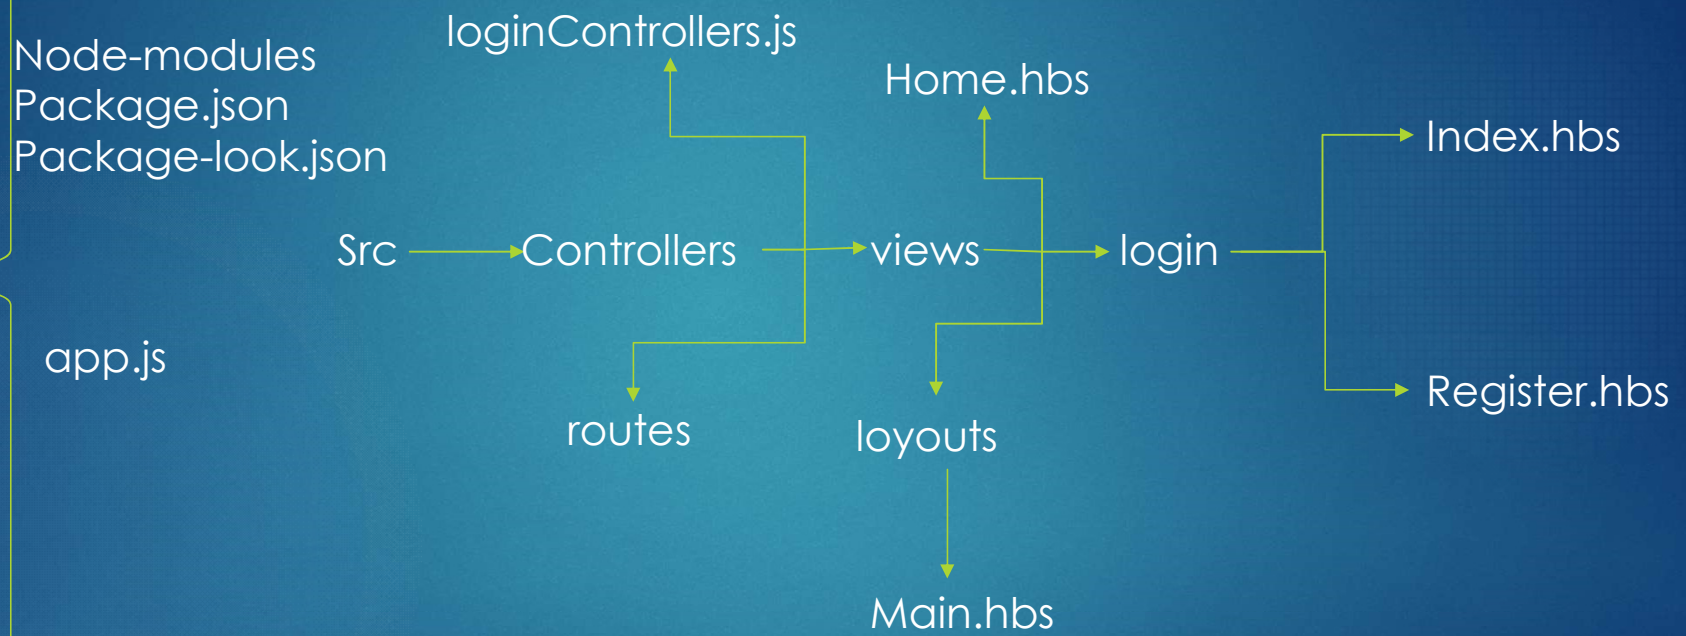 loginControllers.js
Node-modules
Package.json
Package-look.json
Home.hbs
Index.hbs
Src
Controllers
views
login
app.js
Register.hbs
routes
loyouts
Main.hbs